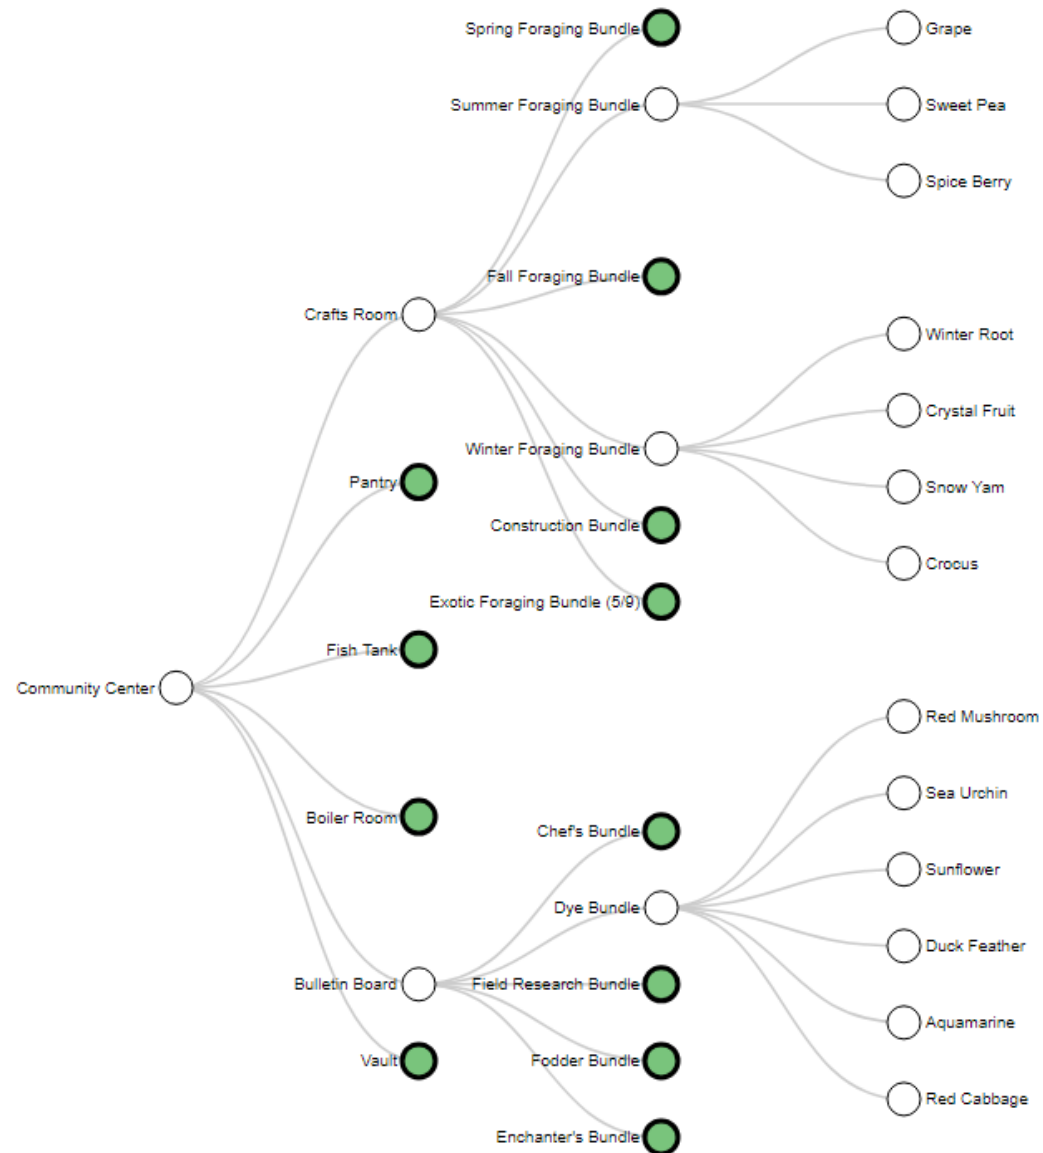 Spring Foraging Bundle
Grape
Summer Foraging Bundle
Sweet Pea
Spice Berry
Fall Foraging Bundle
Crafts Room
Winter Root
Crystal Fruit
Winter Foraging Bundle
Pantry
Snow Yam
Construction Bundle
Crocus
Exotic Foraging Bundle (5/9)
Fish Tank
Community Center
Red Mushroom
Sea Urchin
Boiler Room
Chef's Bundle
Sunflower
Dye Bundle
Duck Feather
Bulletin Board
Field Research Bundle
Aquamarine
Vault
Fodder Bundle
Red Cabbage
Enchanter's Bundle